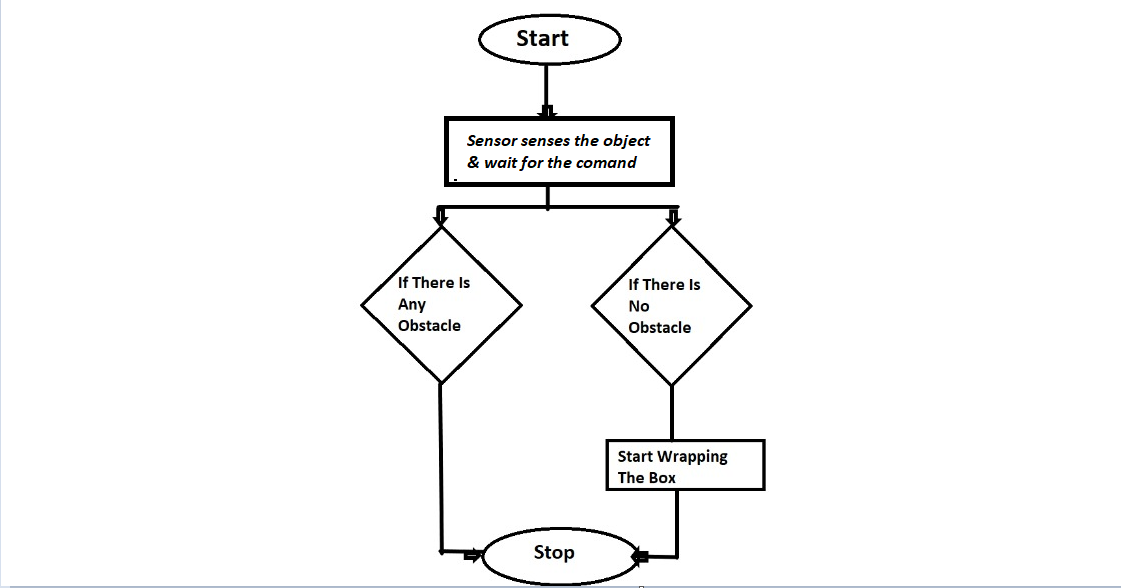 Start
Sensor senses the object
& wait for the comand
.
If There Is
Any
Obstacle
If There Is
No
Obstacle
Start Wrapping
The Box
Stop